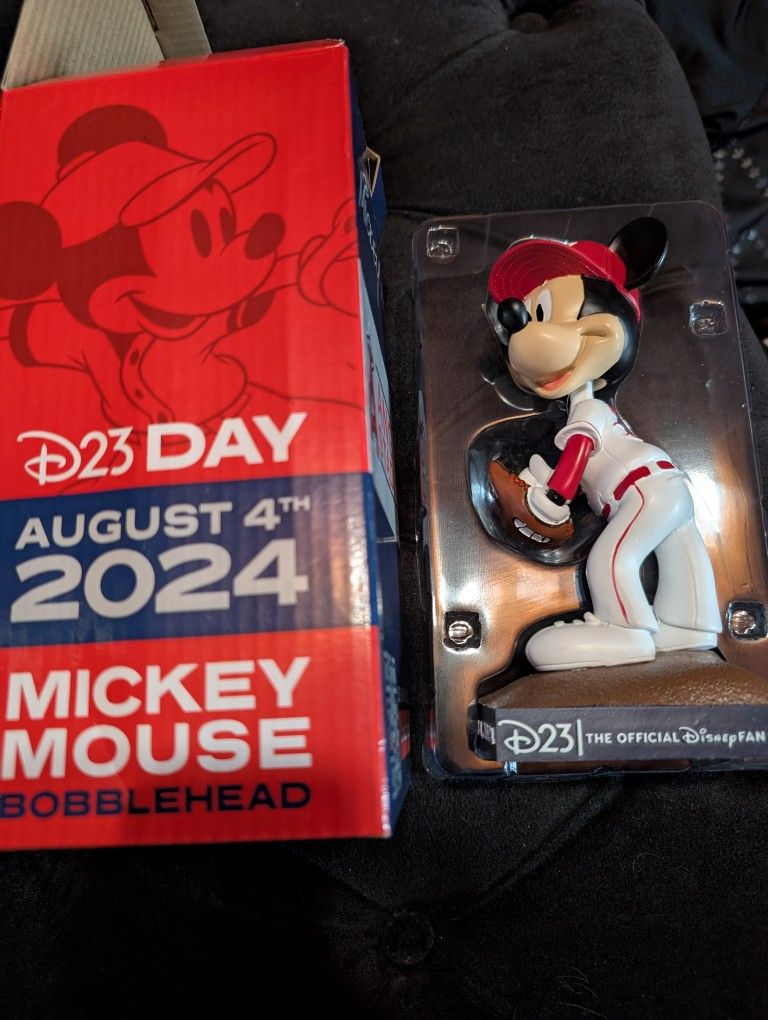 D23 DAY
AUGUST 4TH
2024
MICKEY
MOUSE
BOBBLEHEAD
D23 | THE OFFICIAL Disney FAN